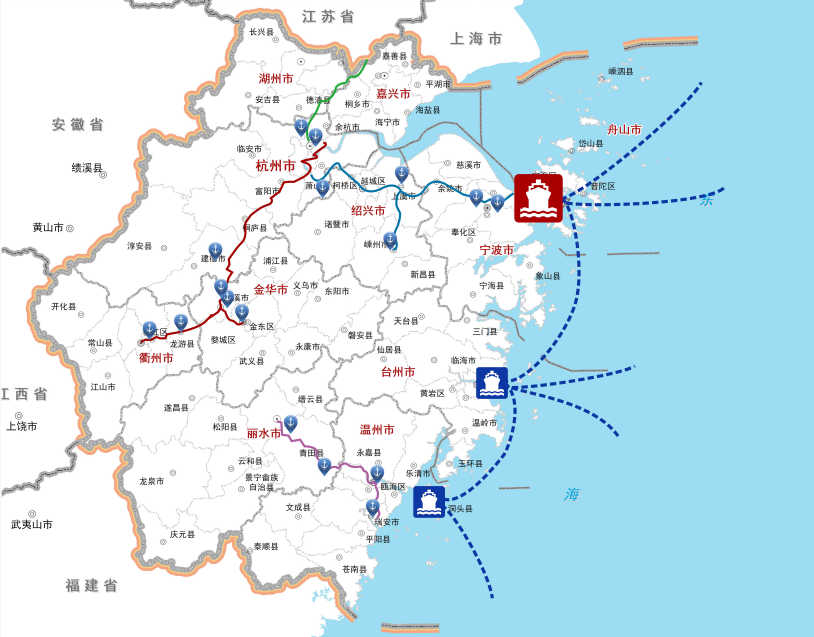 江苏省
上海市
长兴县
嘉善县
湖州市
嵊泗县
平湖市
嘉兴市
安吉县
德清县
桐乡市
海盐县
安徽省
海宁市
余杭市
舟山市
岱山县
临安市
杭州市
慈溪市
绩溪县
富阳市
柯桥区
越城区
余姚市
普陀区
上虞市
东
绍兴市
黄山市
桐庐县
诸暨市
奉化区
淳安县
嵊州市
宁波市
建德市
浦江县
新昌县
象山县
义乌市
宁海县
金华市
东阳市
开化县
溪市
台州市
天台县
金东区
三门县
常山县
龙游县
婺城区
磐安县
衢州市
永康市
仙居县
武义县
临海市
台州市
江山市
黄岩区
江西省
缙云县
遂昌县
上饶市
松阳县
丽水市
温州市
温岭市
青田县
永嘉县
云和县
玉环县
龙泉市
乐清市
景宁畲族
自治县
瓯海区
海
洞头县
文成县
瑞安市
武夷山市
庆元县
平阳县
泰顺县
苍南县
福建省